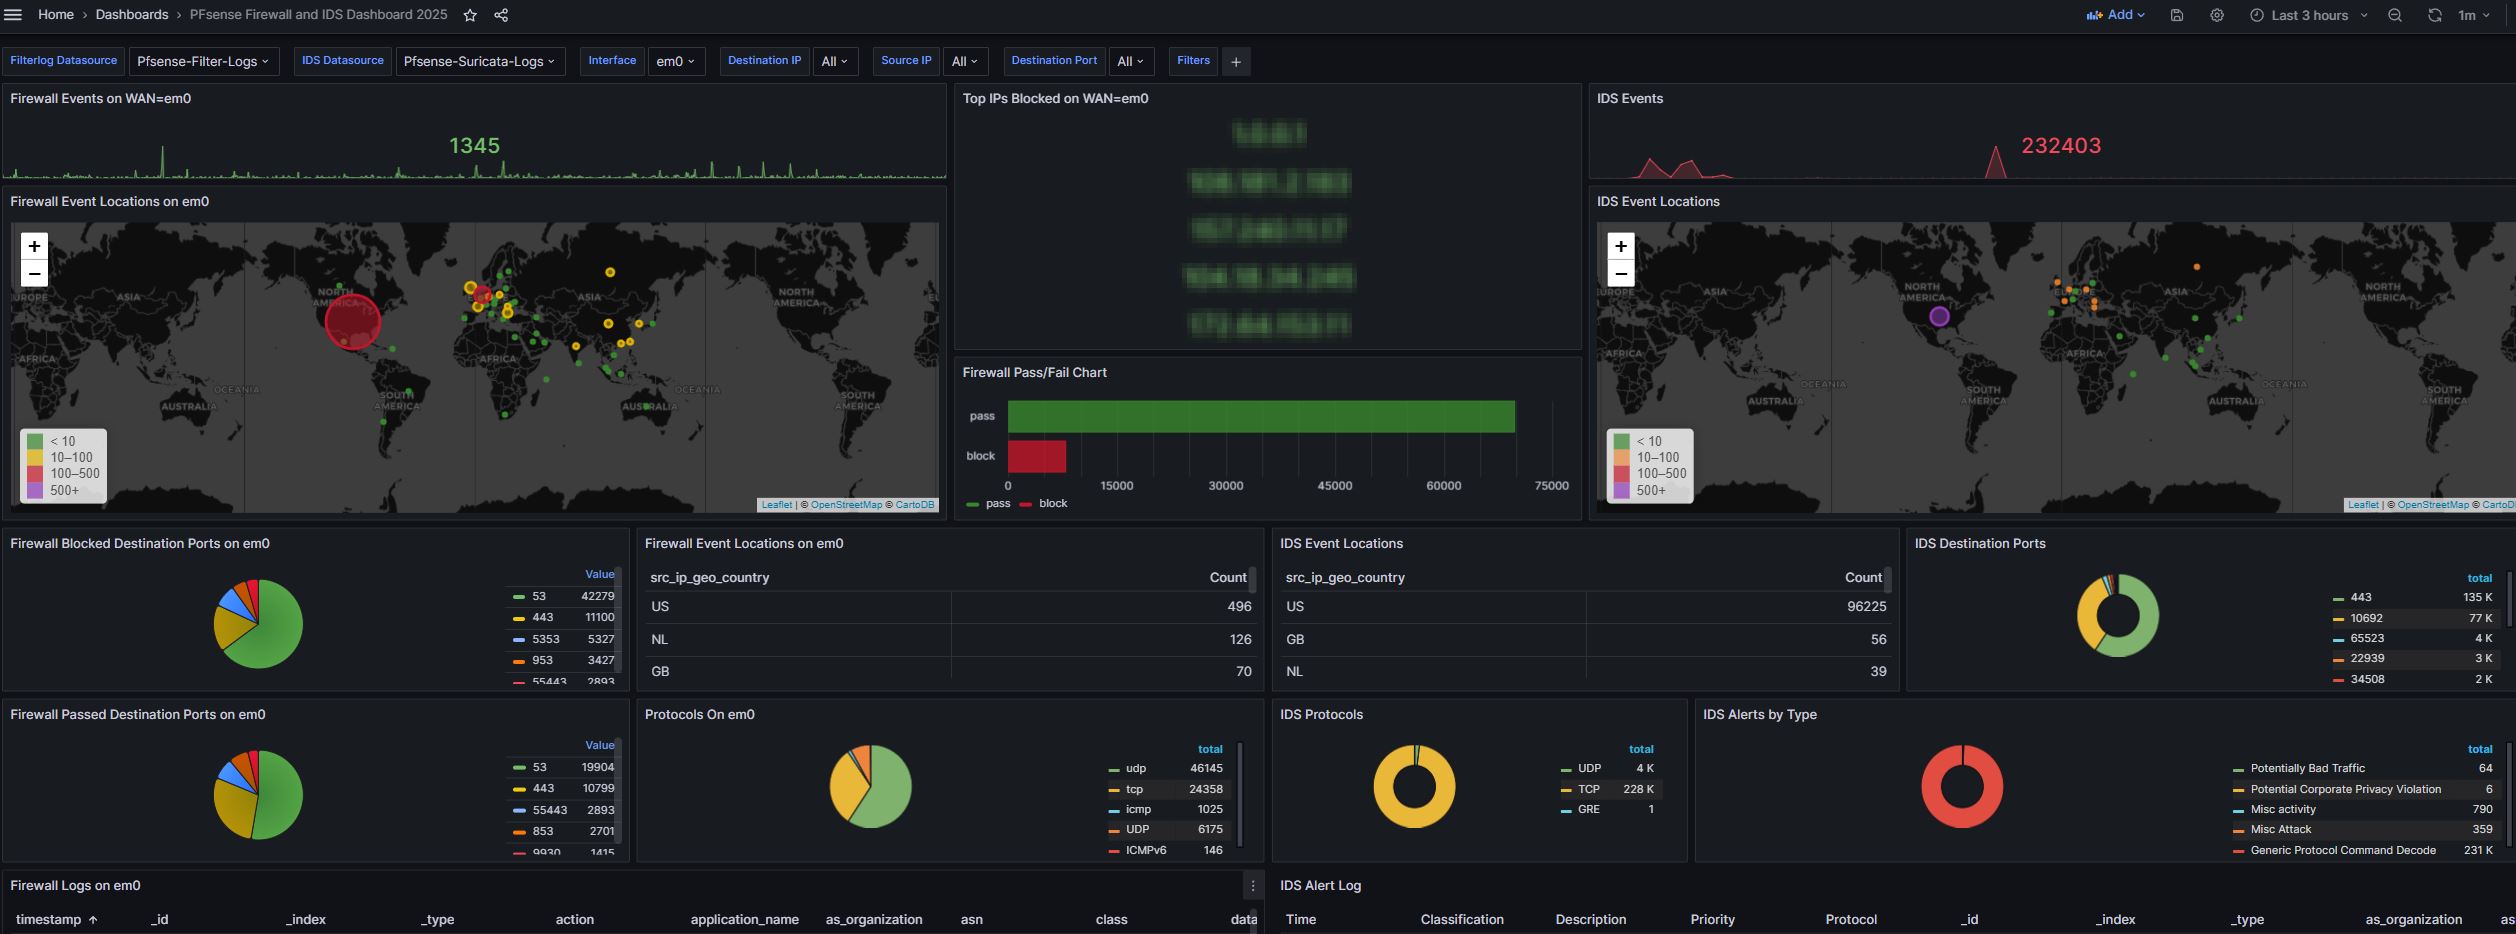 Home › Dashboards › PFsense Firewall and IDS Dashboard 2025
Add
Last 3 hours
1m
Filterlog Datasource Pfsense-Filter-Logs IDS Datasource Pfsense-Suricata-Logs Interface em0 Destination IP All Source IP All Destination Port All Filters +
Firewall Events on WAN=em0
1345
Top IPs Blocked on WAN=em0
IDS Events
232403
Firewall Event Locations on em0
+
−
EUROPE
ASIA
NORTH AMERICA
ASIA
NORTH AMERICA
AFRICA
OCEANIA
AUSTRALIA
SOUTH AMERICA
AFRICA
OCEANIA
AUSTRALIA
SOUTH AMERICA
< 10
10–100
100–500
500+
Leaflet | © OpenStreetMap © CartoDB
Firewall Pass/Fail Chart
pass
block
0 15000 30000 45000 60000 75000
pass block
IDS Event Locations
+
−
EUROPE
ASIA
NORTH AMERICA
EUROPE
ASIA
NORTH AMERICA
AFRICA
OCEANIA
AUSTRALIA
SOUTH AMERICA
AFRICA
OCEANIA
AUSTRALIA
SOUTH AMERICA
< 10
10–100
100–500
500+
Leaflet | © OpenStreetMap © CartoD
Firewall Blocked Destination Ports on em0
Value
53 42279
443 11100
5353 5327
953 3427
55443 2893
Firewall Event Locations on em0
src_ip_geo_country Count
US 496
NL 126
GB 70
IDS Event Locations
src_ip_geo_country Count
US 96225
GB 56
NL 39
IDS Destination Ports
total
443 135 K
10692 77 K
65523 4 K
22939 3 K
34508 2 K
Firewall Passed Destination Ports on em0
Value
53 19904
443 10799
55443 2893
853 2701
9930 1415
Protocols On em0
total
udp 46145
tcp 24358
icmp 1025
UDP 6175
ICMPv6 146
IDS Protocols
total
UDP 4 K
TCP 228 K
GRE 1
IDS Alerts by Type
total
Potentially Bad Traffic 64
Potential Corporate Privacy Violation 6
Misc activity 790
Misc Attack 359
Generic Protocol Command Decode 231 K
Firewall Logs on em0
timestamp _id _index _type action application_name as_organization asn class data
IDS Alert Log
Time Classification Description Priority Protocol _id _index _type as_organization as